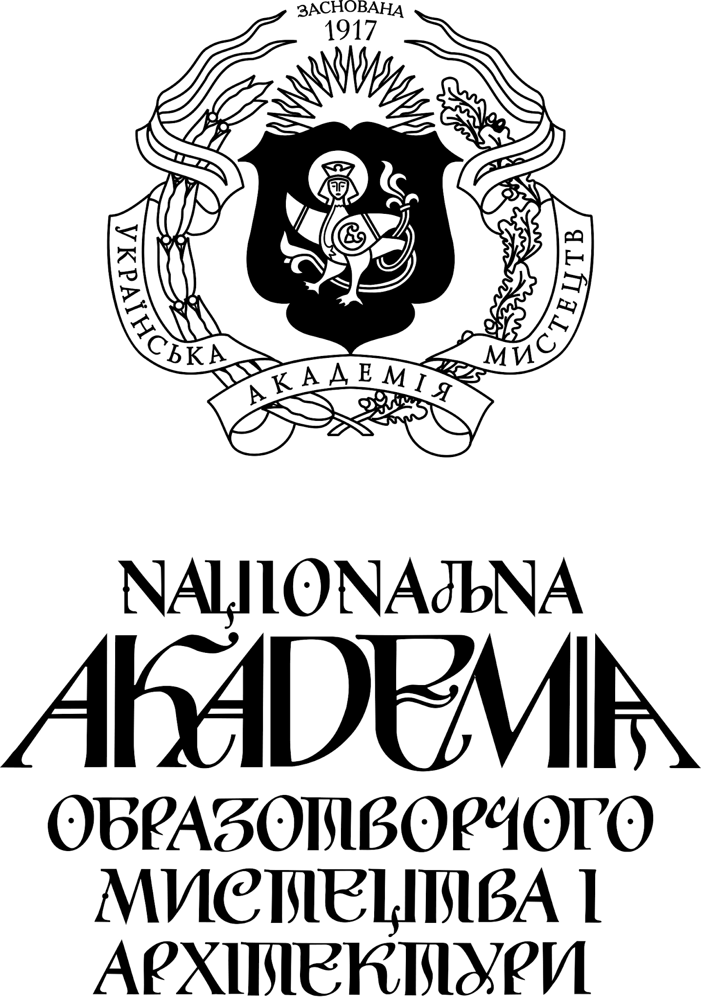 ЗАСНОВАНА
1917
УКРАЇНСЬКА
АКАДЕМІЯ
МИСТЕЦТВ
НАЦІОНАЛЬНА
АКАДЕМІЯ
ОБРАЗОТВОРЧОГО
МИСТЕЦТВА І
АРХІТЕКТУРИ